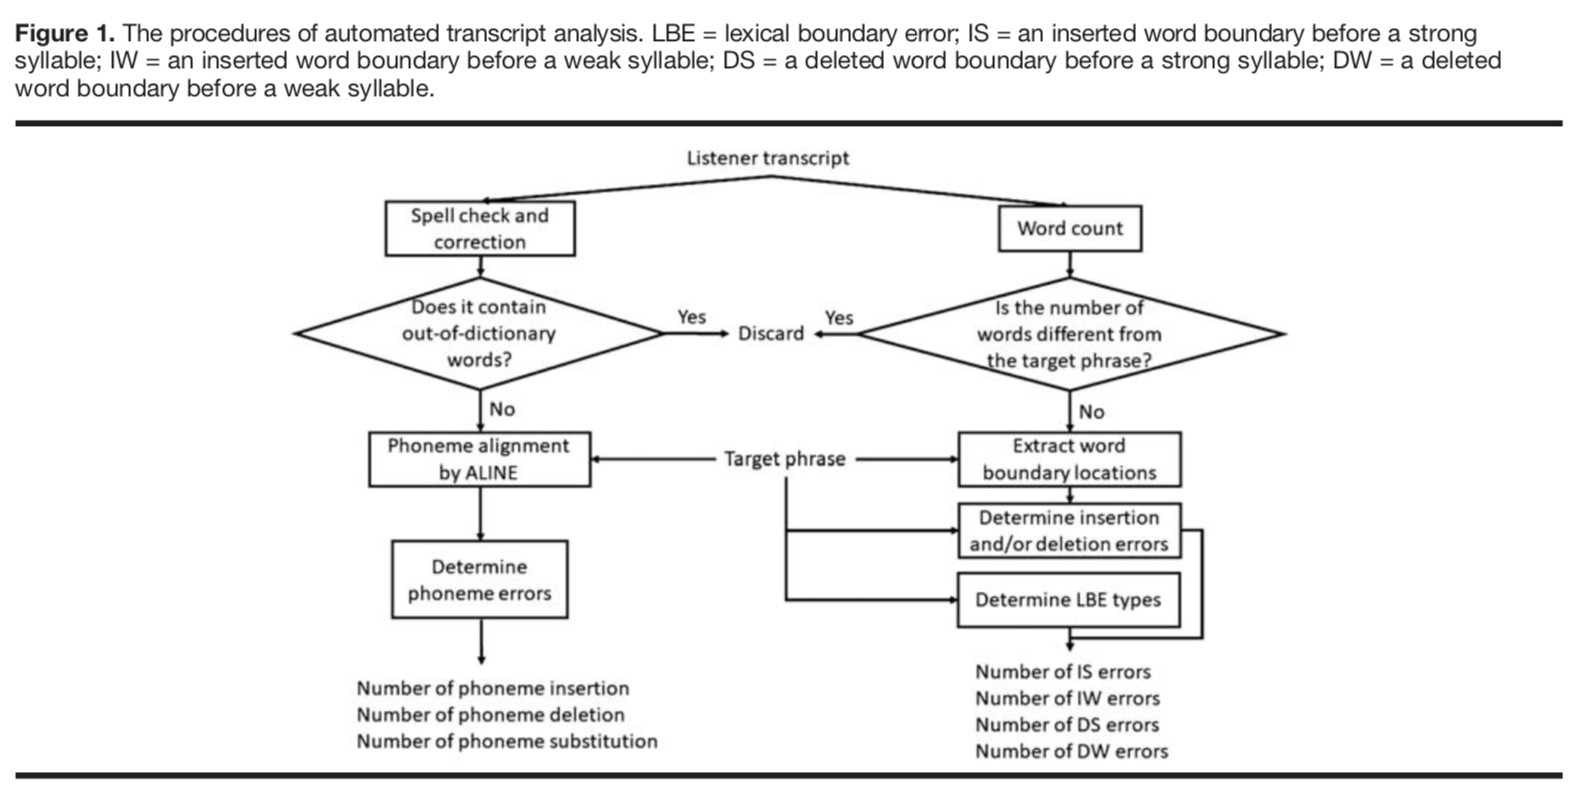 Figure 1. The procedures of automated transcript analysis. LBE = lexical boundary error; IS = an inserted word boundary before a strong
syllable; IW = an inserted word boundary before a weak syllable; DS = a deleted word boundary before a strong syllable; DW = a deleted
word boundary before a weak syllable.
Listener transcript
Spell check and
correction
Word count
Does it contain
out-of-dictionary
words?
Yes
Discard
Yes
Is the number of
words different from
the target phrase?
No
No
Phoneme alignment
by ALINE
Target phrase
Extract word
boundary locations
Determine insertion
and/or deletion errors
Determine
phoneme errors
Determine LBE types
Number of phoneme insertion
Number of phoneme deletion
Number of phoneme substitution
Number of IS errors
Number of IW errors
Number of DS errors
Number of DW errors